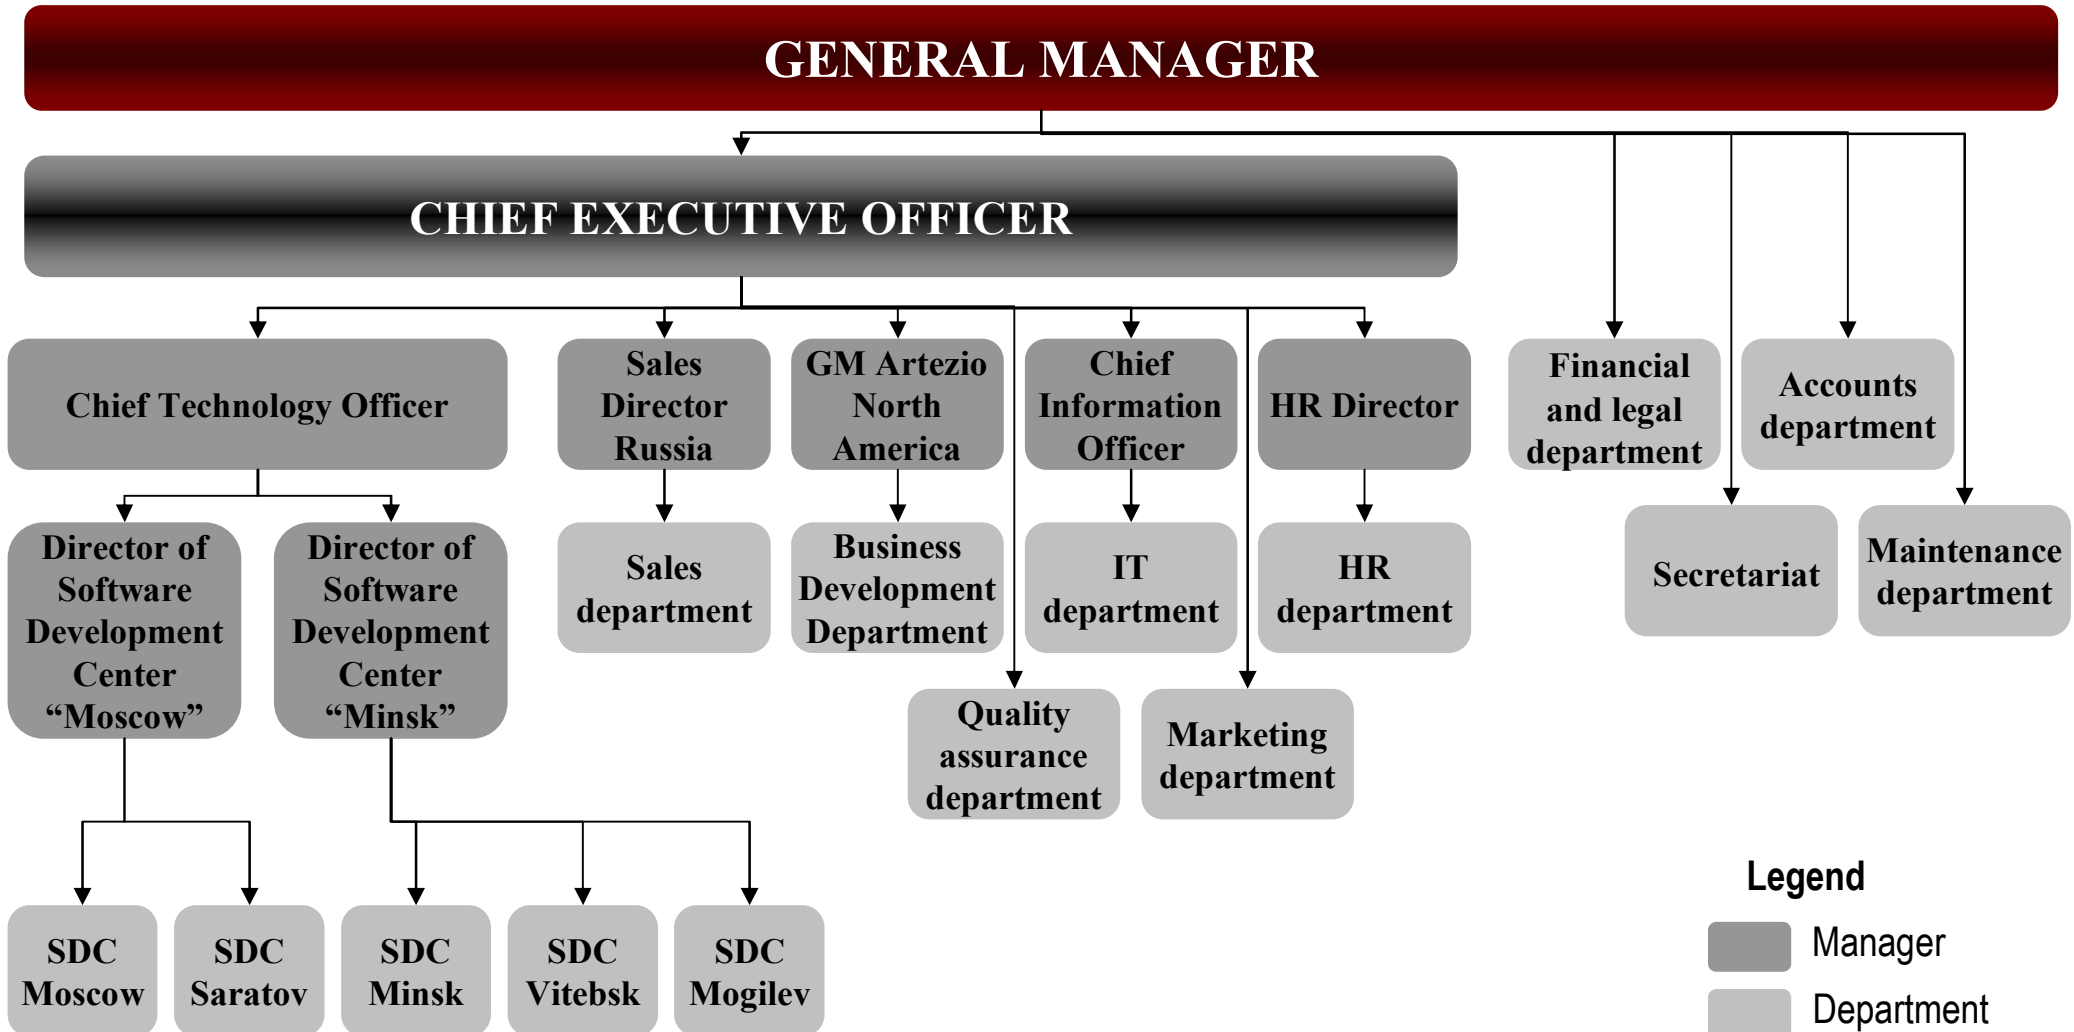 GENERAL MANAGER
CHIEF EXECUTIVE OFFICER
Chief Technology Officer
Sales
Director
Russia
GM Artezio
North
America
Chief
Information
Officer
HR Director
Financial
and legal
department
Accounts
department
Director of
Software
Development
Center
“Moscow”
Director of
Software
Development
Center
“Minsk”
Sales
department
Business
Development
Department
IT
department
HR
department
Secretariat
Maintenance
department
Quality
assurance
department
Marketing
department
SDC
Moscow
SDC
Saratov
SDC
Minsk
SDC
Vitebsk
SDC
Mogilev
Legend
Manager
Department